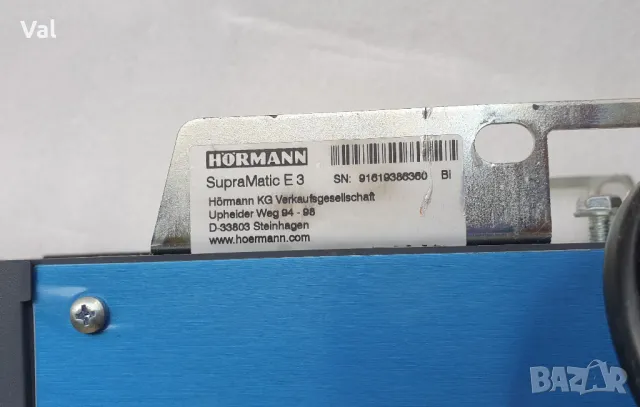 Val
HÖRMANN
SupraMatic E 3 SN: 91619386360 BI
Hörmann KG Verkaufsgesellschaft
Upheider Weg 94 - 98
D-33803 Steinhagen
www.hoermann.com
BAZAR